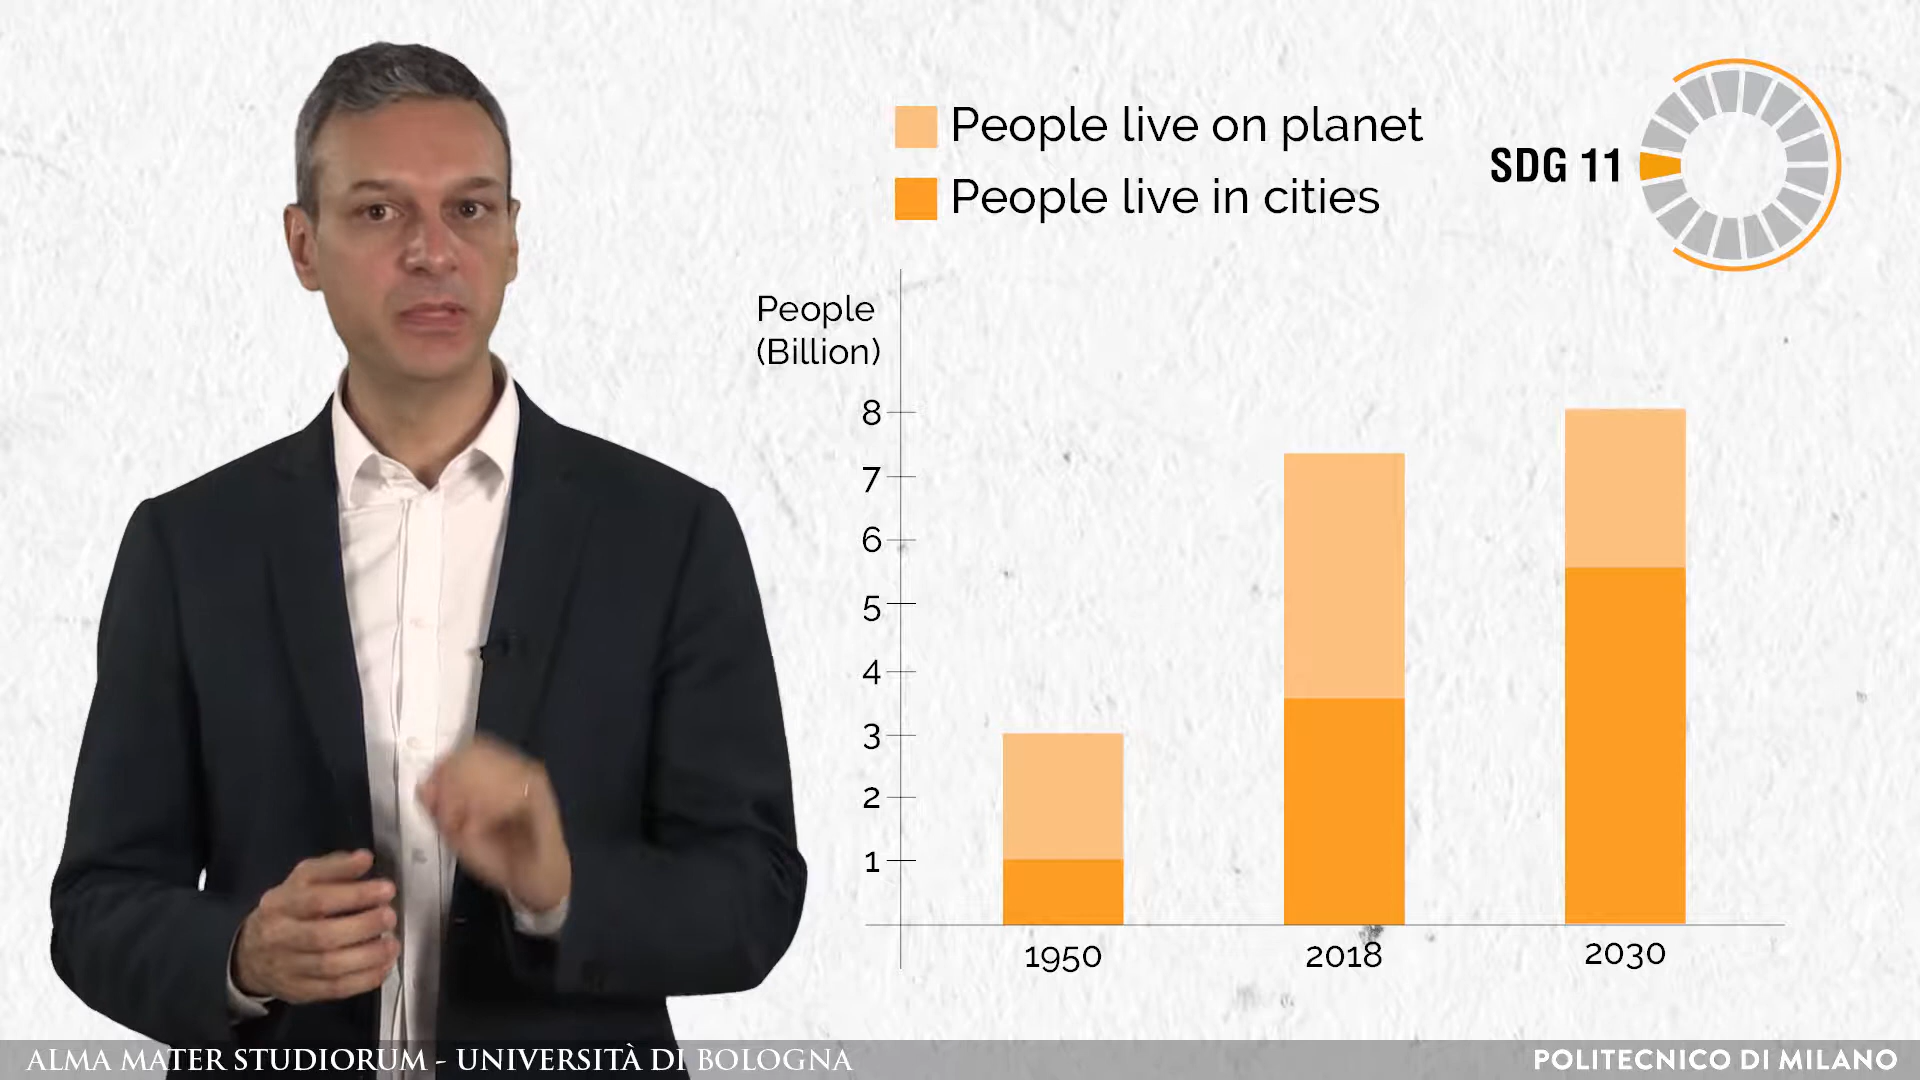 People live on planet
People live in cities
SDG 11
People
(Billion)
8
7
6
5
4
3
2
1
1950
2018
2030
ALMA MATER STUDIORUM - UNIVERSITÀ DI BOLOGNA
POLITECNICO DI MILANO